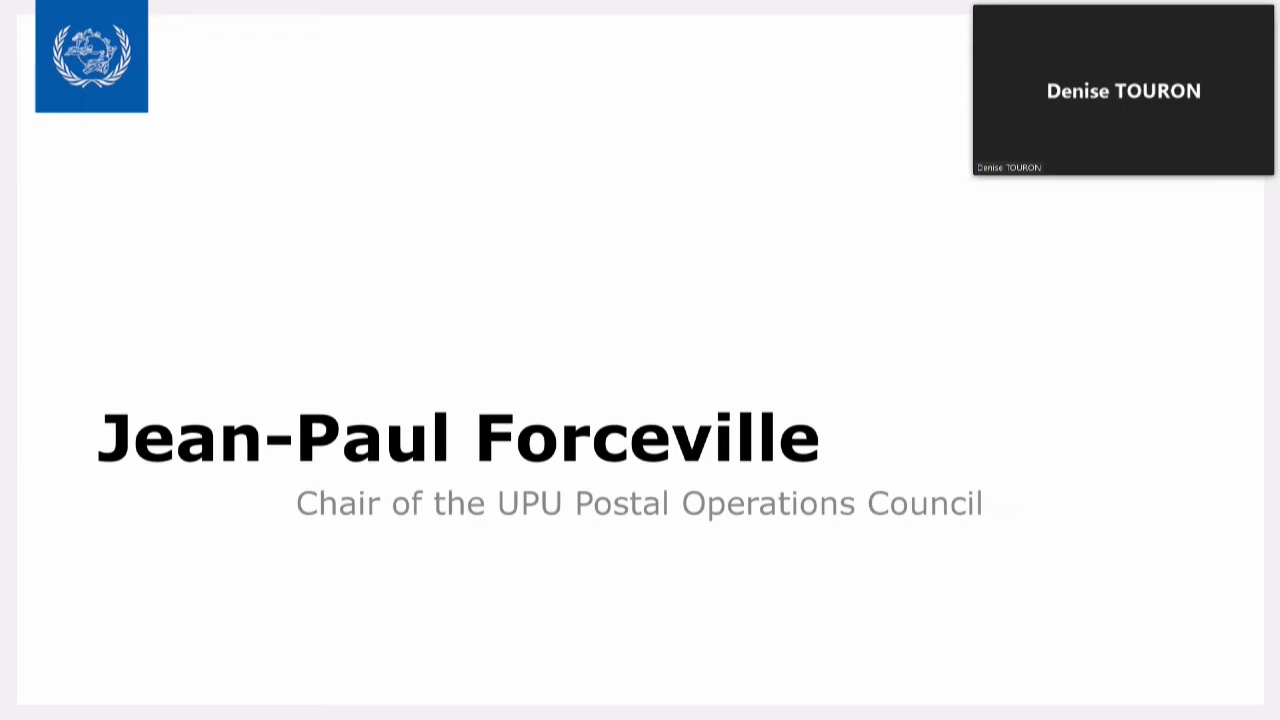 Denise TOURON
Denise TOURON
Jean-Paul Forceville
Chair of the UPU Postal Operations Council